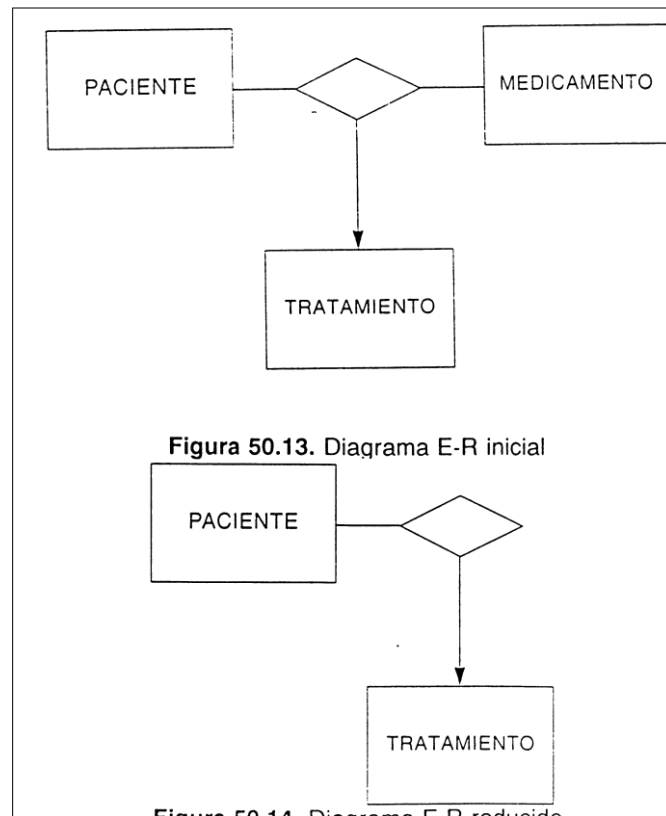 PACIENTE
MEDICAMENTO
TRATAMIENTO
Figura 50.13. Diagrama E-R inicial
PACIENTE
TRATAMIENTO
Figura 50.14. Diagrama E-R reducido